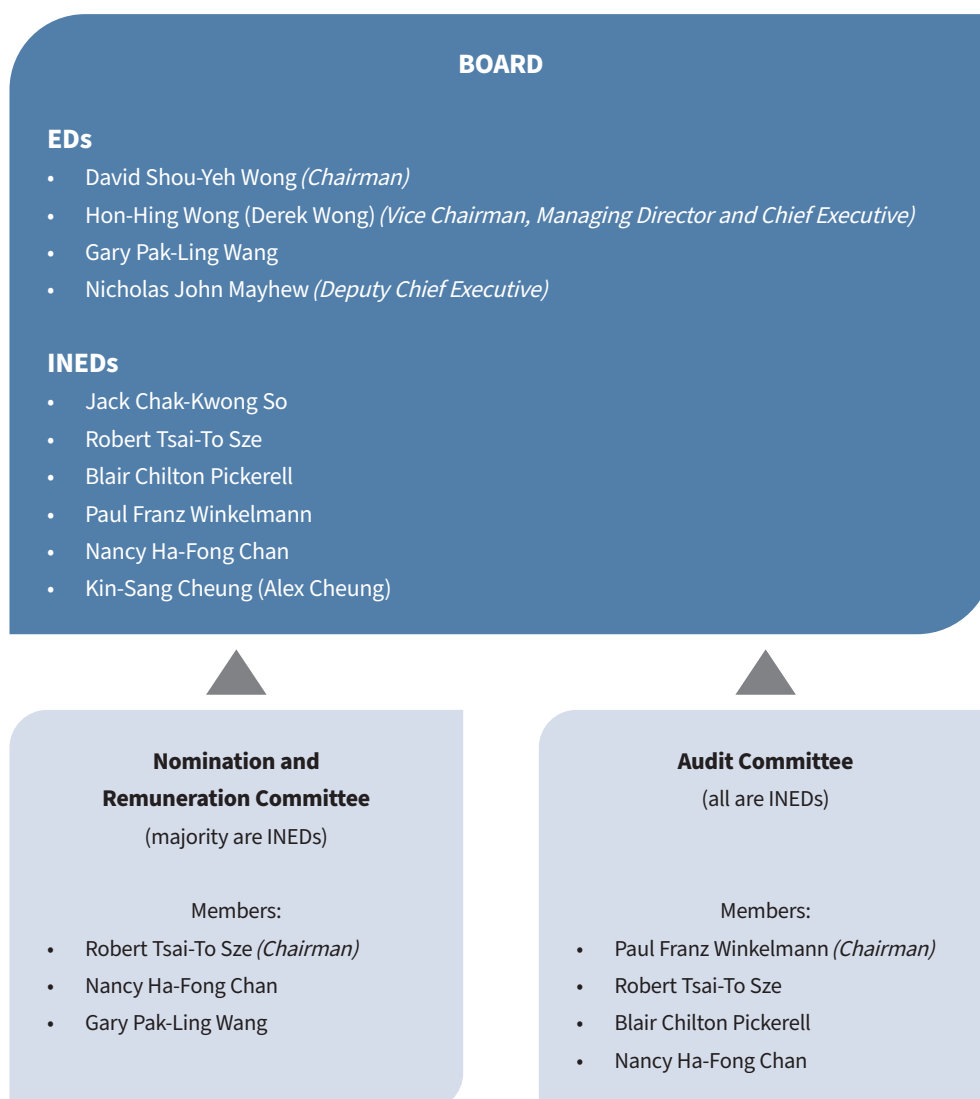 BOARD
EDs
• David Shou-Yeh Wong (Chairman)
• Hon-Hing Wong (Derek Wong) (Vice Chairman, Managing Director and Chief Executive)
• Gary Pak-Ling Wang
• Nicholas John Mayhew (Deputy Chief Executive)
INEDs
• Jack Chak-Kwong So
• Robert Tsai-To Sze
• Blair Chilton Pickerell
• Paul Franz Winkelmann
• Nancy Ha-Fong Chan
• Kin-Sang Cheung (Alex Cheung)
Nomination and
Remuneration Committee
(majority are INEDs)
Members:
• Robert Tsai-To Sze (Chairman)
• Nancy Ha-Fong Chan
• Gary Pak-Ling Wang
Audit Committee
(all are INEDs)
Members:
• Paul Franz Winkelmann (Chairman)
• Robert Tsai-To Sze
• Blair Chilton Pickerell
• Nancy Ha-Fong Chan